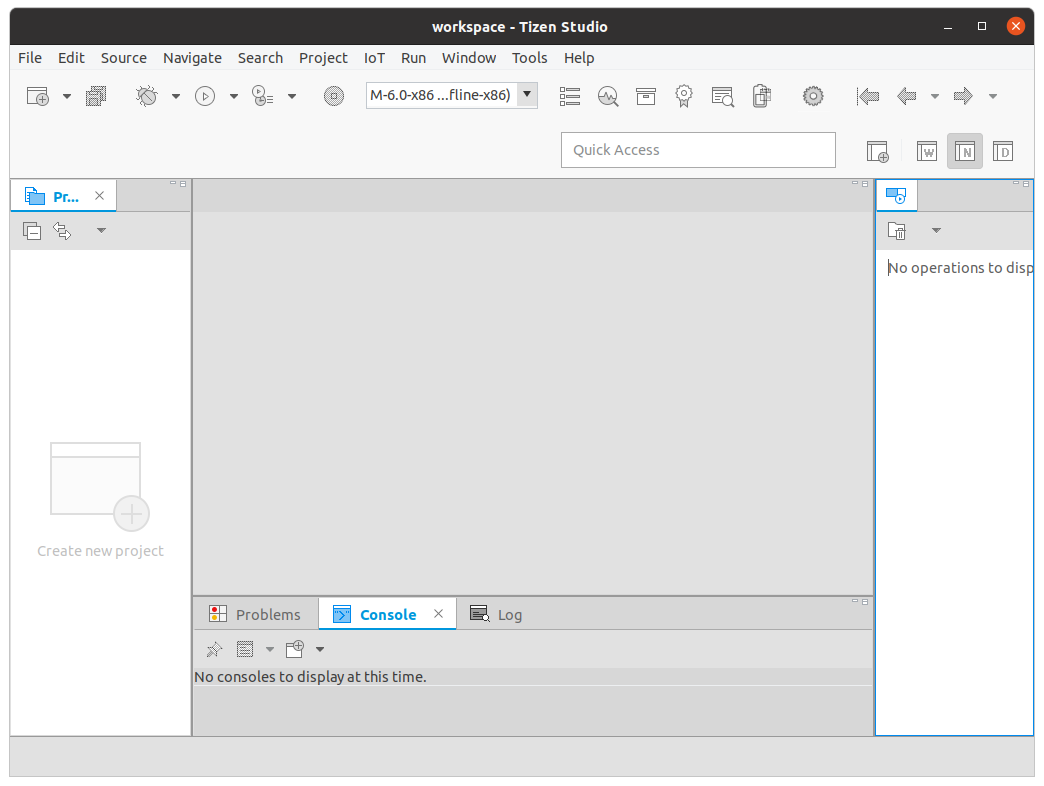 workspace - Tizen Studio
File Edit Source Navigate Search Project IoT Run Window Tools Help
M-6.0-x86 ...fline-x86)
Quick Access
W N D
Pr...
No operations to disp
Create new project
Problems Console Log
No consoles to display at this time.